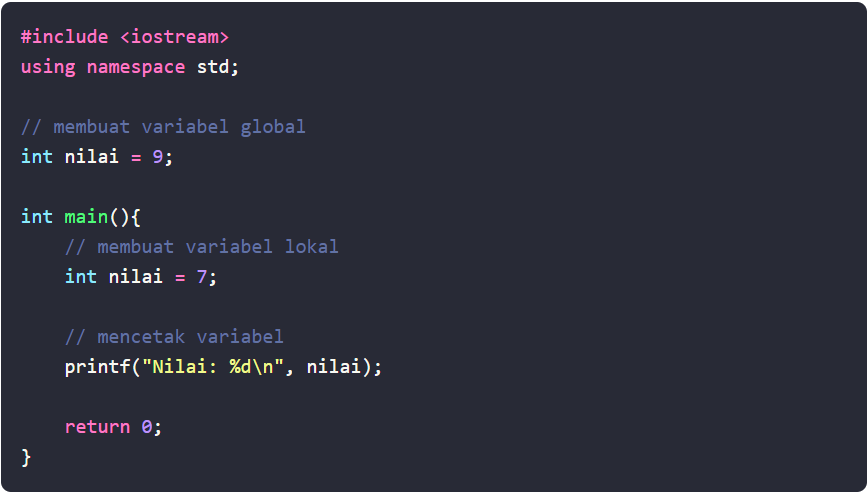 #include <iostream>
using namespace std;
// membuat variabel global
int nilai = 9;
int main(){
// membuat variabel lokal
int nilai = 7;
// mencetak variabel
printf("Nilai: %d\n", nilai);
return 0;
}